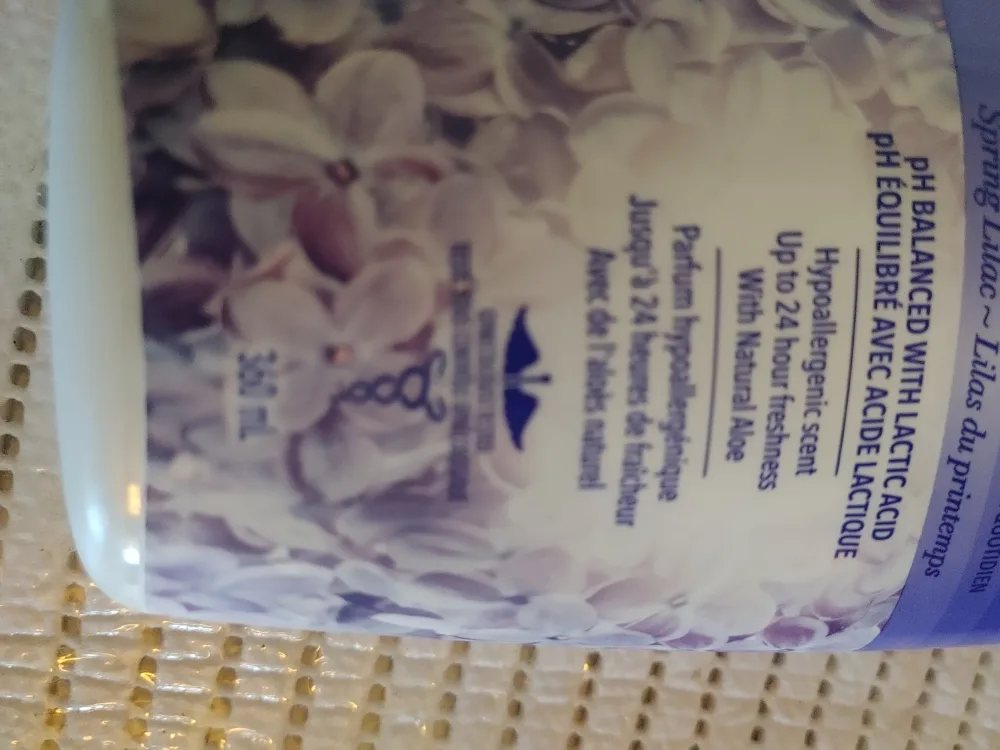 QUOTIDIEN
Spring Lilac ~ Lilas du printemps
pH BALANCED WITH LACTIC ACID
pH ÉQUILIBRÉ AVEC ACIDE LACTIQUE
Hypoallergenic scent
Up to 24 hour freshness
With Natural Aloe
Parfum hypoallergénique
Jusqu'à 24 heures de fraîcheur
Avec de l'aloès naturel
360 mL